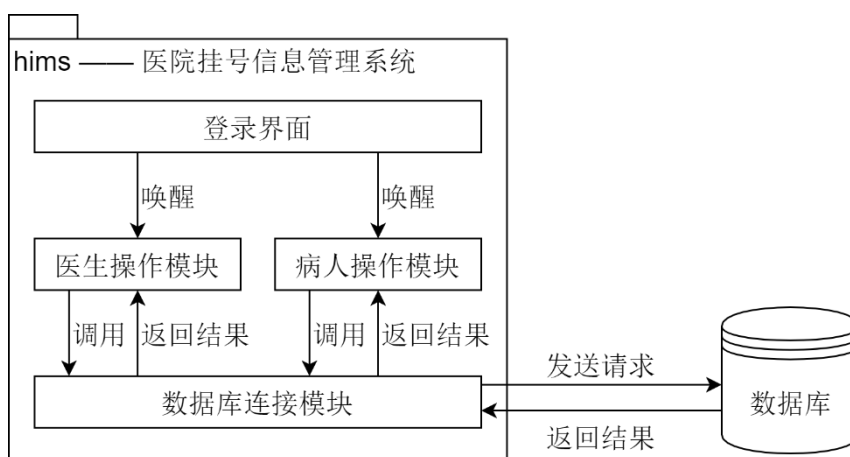 hims —— 医院挂号信息管理系统
登录界面
唤醒 唤醒
医生操作模块 病人操作模块
调用 返回结果 调用 返回结果
发送请求
数据库连接模块 数据库
返回结果